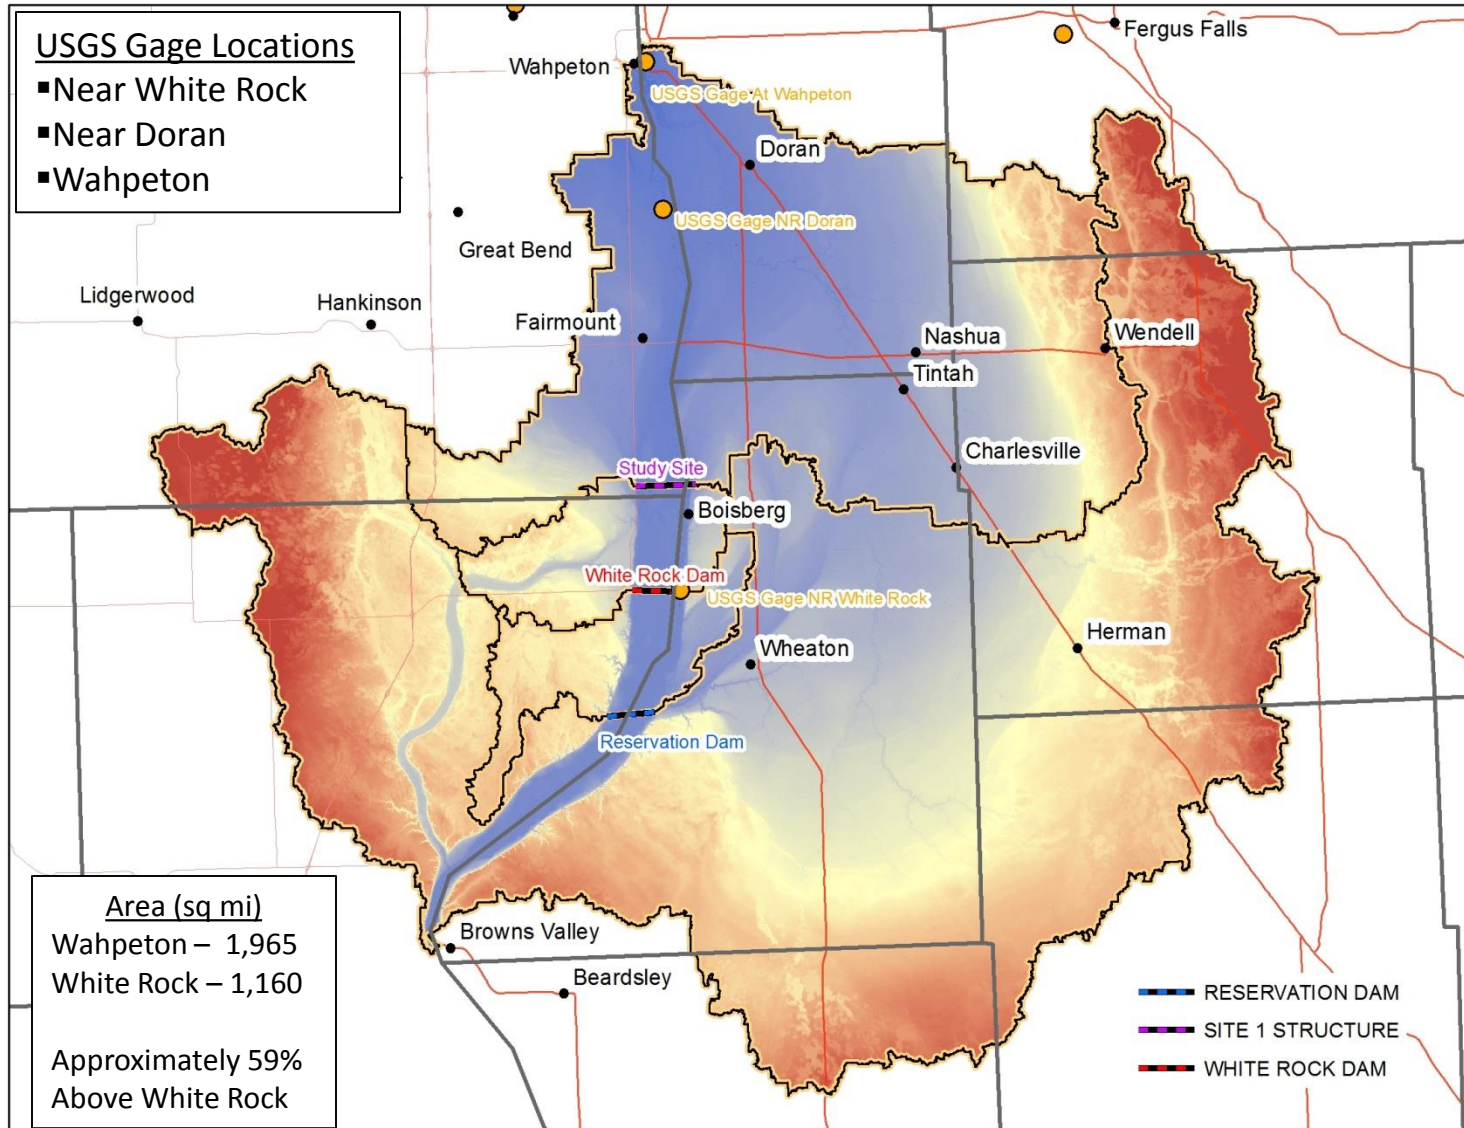 USGS Gage Locations
▪Near White Rock
▪Near Doran
▪Wahpeton
Fergus Falls
Wahpeton
USGS Gage At Wahpeton
Doran
USGS Gage NR Doran
Great Bend
Lidgerwood
Hankinson
Fairmount
Nashua
Wendell
Tintah
Charlesville
Study Site
Boisberg
White Rock Dam
USGS Gage NR White Rock
Wheaton
Herman
Reservation Dam
Browns Valley
Beardsley
Area (sq mi)
Wahpeton – 1,965
White Rock – 1,160
Approximately 59%
Above White Rock
RESERVATION DAM
SITE 1 STRUCTURE
WHITE ROCK DAM